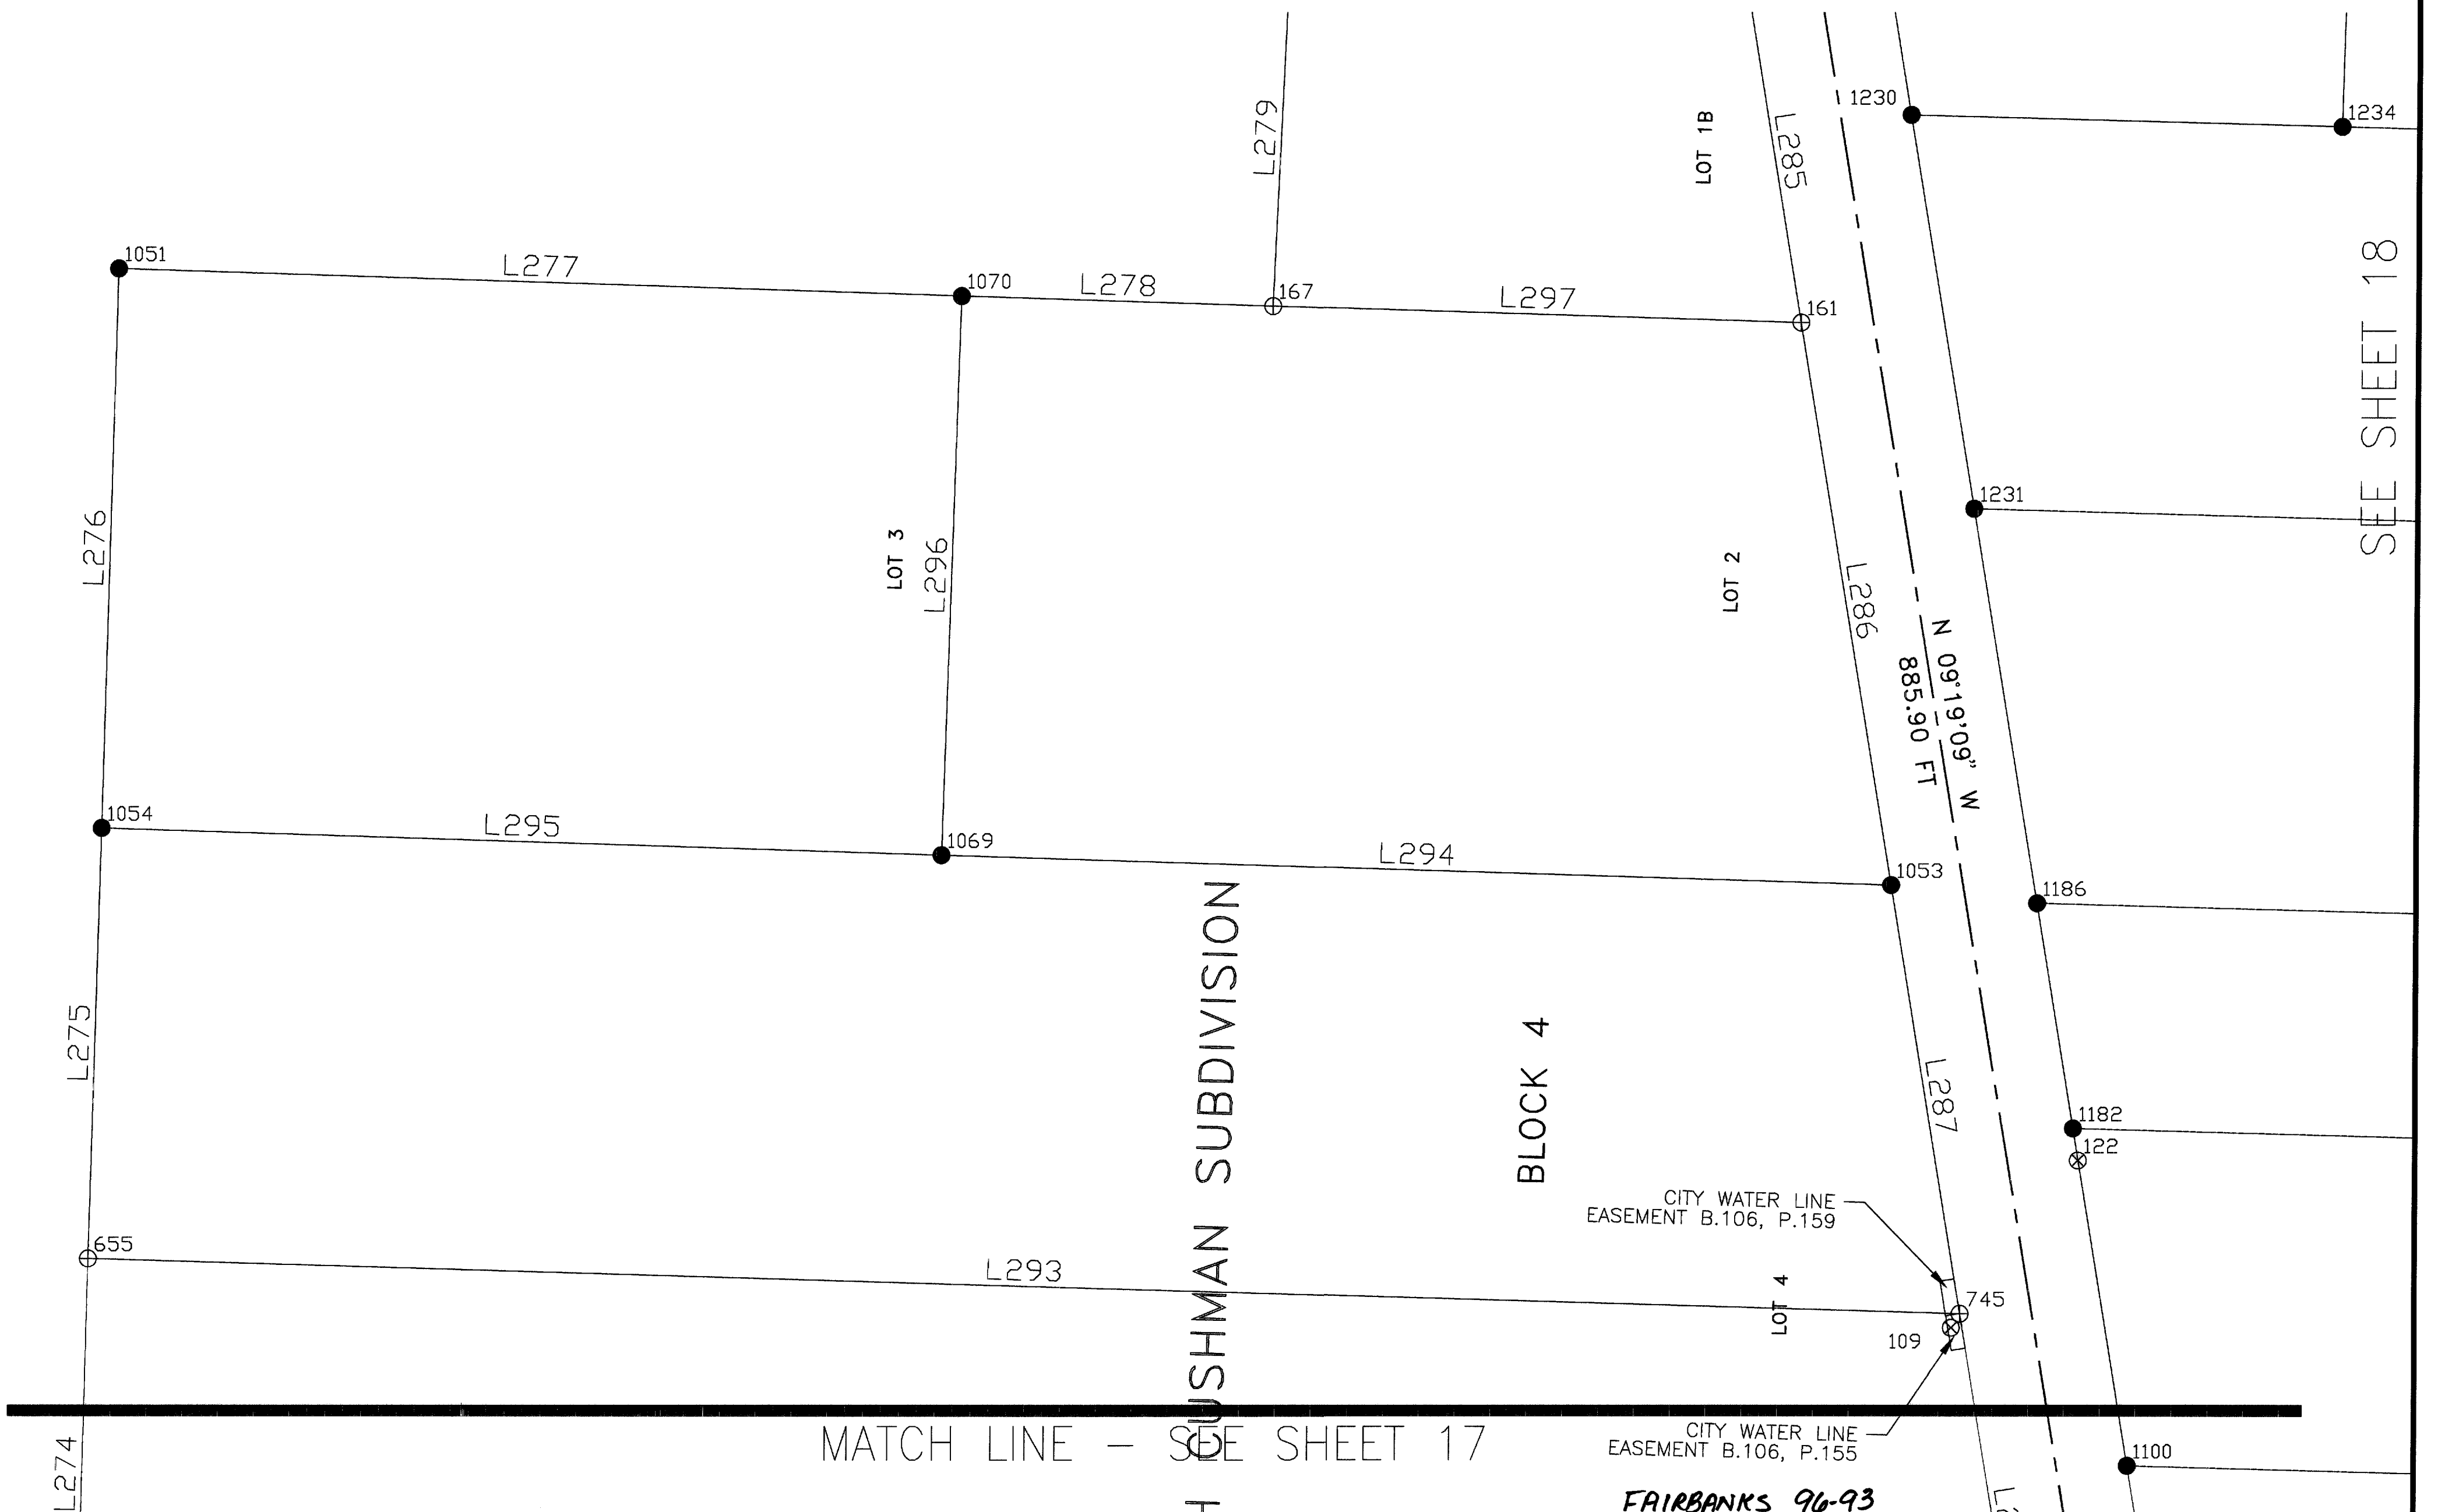 L279
LOT 1B
L285
1230
1234
SEE SHEET 18
1051
L277
1070
L278
167
L297
161
L276
LOT 3
L296
LOT 2
L286
1231
N 09°19'09" W
885.90 FT
1054
L295
1069
L294
1053
1186
L275
CUSHMAN SUBDIVISION
BLOCK 4
L287
1182
122
CITY WATER LINE
EASEMENT B.106, P.159
655
L293
LOT 4
745
109
L274
MATCH LINE - SEE SHEET 17
CITY WATER LINE
EASEMENT B.106, P.155
1100
H
FAIRBANKS 96-93